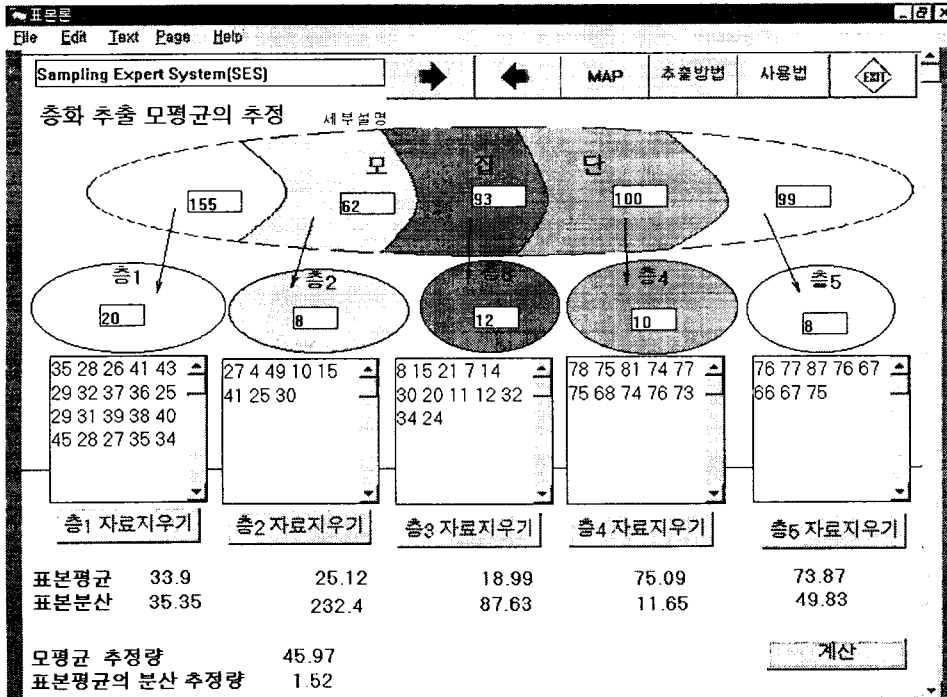 표본론
File Edit Text Page Help
Sampling Expert System(SES)
MAP 추출방법 사용법 EXIT
층화 추출 모평균의 추정 세부설명
모 집 단
155 62 93 100 99
층1 층2 층3 층4 층5
20 8 12 10 8
35 28 26 41 43
29 32 37 36 25
29 31 39 38 40
45 28 27 35 34
27 4 49 10 15
41 25 30
8 15 21 7 14
30 20 11 12 32
34 24
78 75 81 74 77
75 68 74 76 73
76 77 87 76 67
66 67 75
층1 자료지우기 층2 자료지우기 층3 자료지우기 층4 자료지우기 층5 자료지우기
표본평균 33.9 25.12 18.99 75.09 73.87
표본분산 35.35 232.4 87.63 11.65 49.83
모평균 추정량 45.97 계산
표본평균의 분산 추정량 1.52